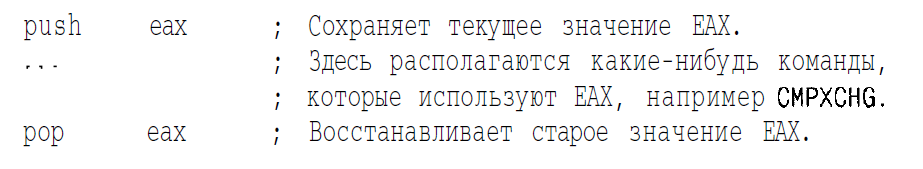 push eax ; Сохраняет текущее значение EAX.
... ; Здесь располагаются какие-нибудь команды,
; которые используют EAX, например CMPXCHG.
pop eax ; Восстанавливает старое значение EAX.